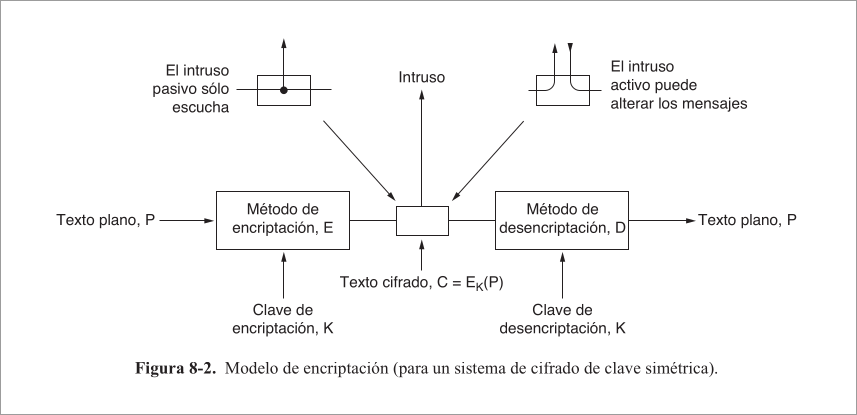 El intruso
pasivo sólo
escucha
Intruso
El intruso
activo puede
alterar los mensajes
Texto plano, P
Método de
encriptación, E
Método de
desencriptación, D
Texto plano, P
Texto cifrado, C = EK(P)
Clave de
encriptación, K
Clave de
desencriptación, K
Figura 8-2. Modelo de encriptación (para un sistema de cifrado de clave simétrica).